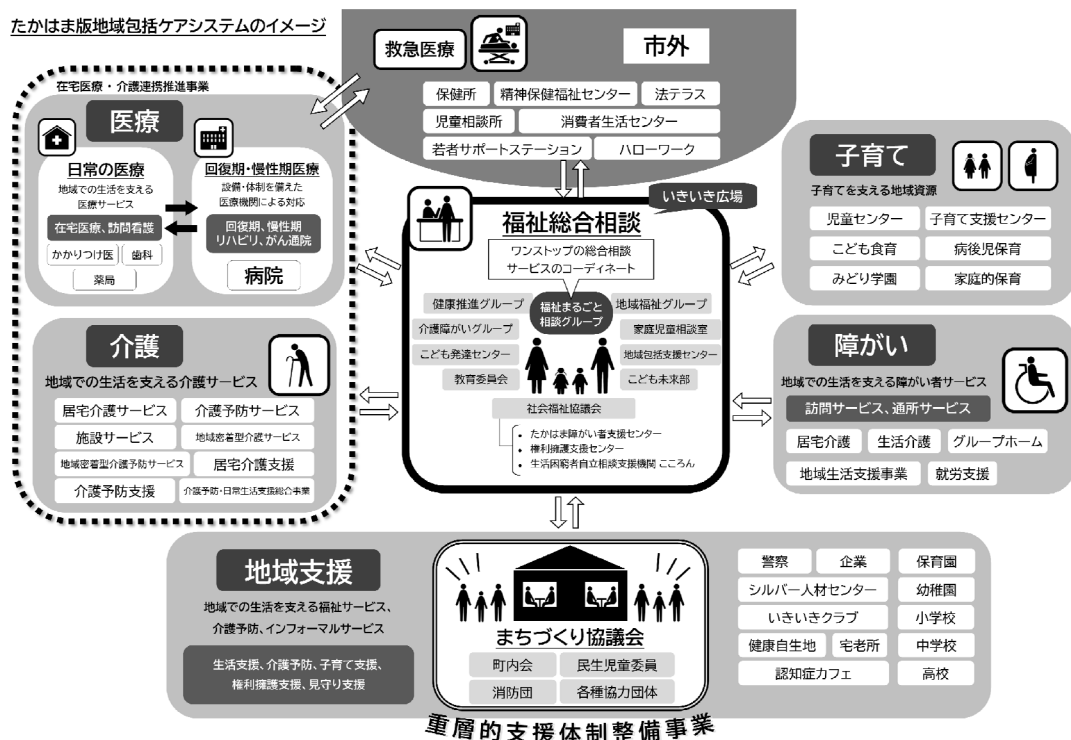 たかはま版地域包括ケアシステムのイメージ
救急医療
市外
保健所
精神保健福祉センター
法テラス
児童相談所
消費者生活センター
若者サポートステーション
ハローワーク
在宅医療・介護連携推進事業
医療
日常の医療
地域での生活を支える
医療サービス
在宅医療、訪問看護
かかりつけ医
歯科
薬局
回復期・慢性期医療
設備・体制を備えた
医療機関による対応
回復期、慢性期
リハビリ、がん通院
病院
介護
地域での生活を支える介護サービス
居宅介護サービス
介護予防サービス
施設サービス
地域密着型介護サービス
地域密着型介護予防サービス
居宅介護支援
介護予防支援
介護予防・日常生活支援総合事業
いきいき広場
福祉総合相談
ワンストップの総合相談
サービスのコーディネート
福祉まるごと
相談グループ
健康推進グループ
地域福祉グループ
介護障がいグループ
家庭児童相談室
こども発達センター
地域包括支援センター
教育委員会
こども未来部
社会福祉協議会
・たかはま障がい者支援センター
・権利擁護支援センター
・生活困窮者自立相談支援機関 こころん
子育て
子育てを支える地域資源
児童センター
子育て支援センター
こども食育
病後児保育
みどり学園
家庭的保育
障がい
地域での生活を支える障がい者サービス
訪問サービス、通所サービス
居宅介護
生活介護
グループホーム
地域生活支援事業
就労支援
地域支援
地域での生活を支える福祉サービス、
介護予防、インフォーマルサービス
生活支援、介護予防、子育て支援、
権利擁護支援、見守り支援
まちづくり協議会
町内会
民生児童委員
消防団
各種協力団体
警察
企業
保育園
シルバー人材センター
幼稚園
いきいきクラブ
小学校
健康自生地
宅老所
中学校
認知症カフェ
高校
重層的支援体制整備事業